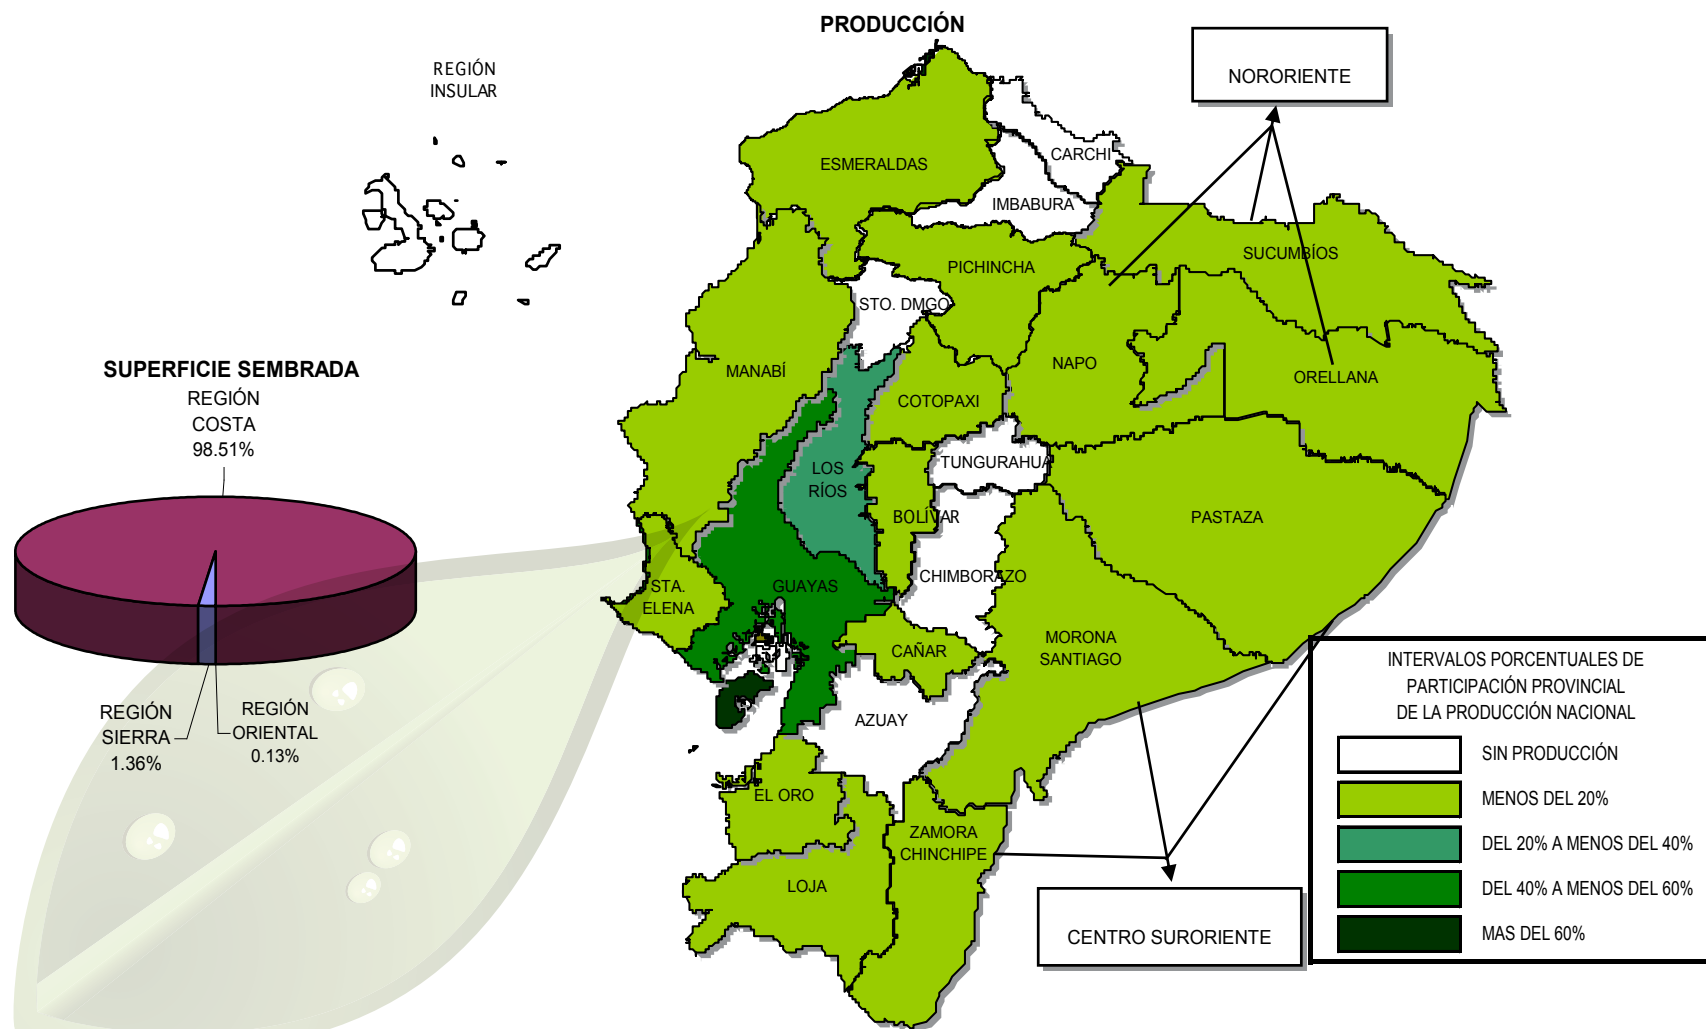 PRODUCCIÓN
REGIÓN
INSULAR
NORORIENTE
ESMERALDAS
CARCHI
IMBABURA
SUCUMBÍOS
PICHINCHA
STO. DMGO
MANABÍ
NAPO
ORELLANA
COTOPAXI
TUNGURAHUA
LOS
RÍOS
BOLÍVAR
PASTAZA
CHIMBORAZO
STA.
ELENA
GUAYAS
CAÑAR
MORONA
SANTIAGO
AZUAY
EL ORO
ZAMORA
CHINCHIPE
LOJA
CENTRO SURORIENTE
SUPERFICIE SEMBRADA
REGIÓN
COSTA
98.51%
REGIÓN
SIERRA
1.36%
REGIÓN
ORIENTAL
0.13%
INTERVALOS PORCENTUALES DE
PARTICIPACIÓN PROVINCIAL
DE LA PRODUCCIÓN NACIONAL
SIN PRODUCCIÓN
MENOS DEL 20%
DEL 20% A MENOS DEL 40%
DEL 40% A MENOS DEL 60%
MAS DEL 60%